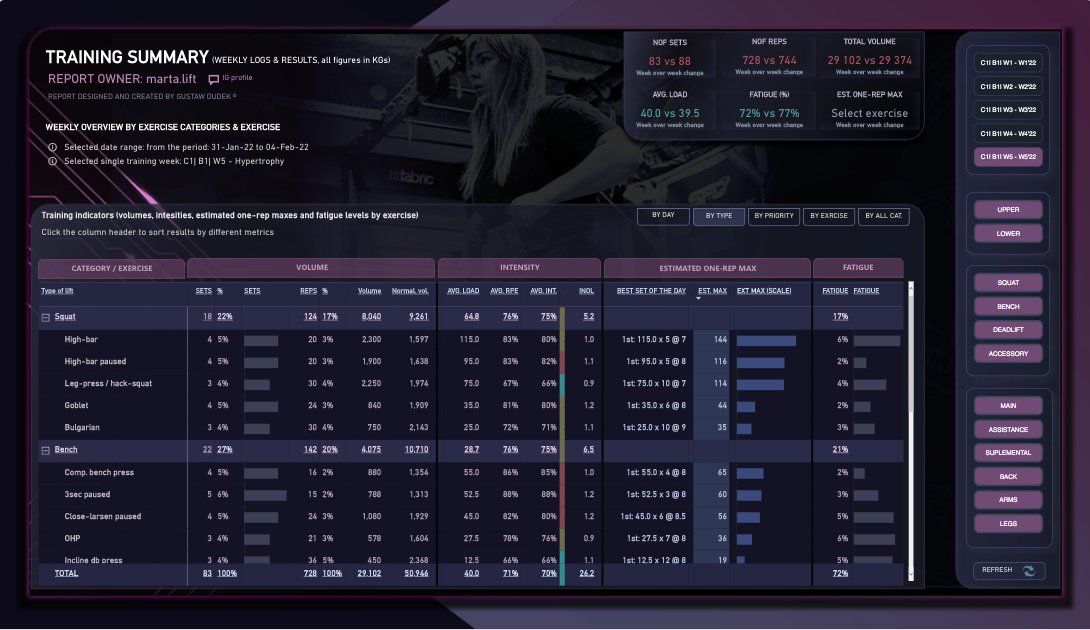 TRAINING SUMMARY (WEEKLY LOGS & RESULTS, all figures in KGs)
REPORT OWNER: marta.lift IG profile
REPORT DESIGNED AND CREATED BY GUSTAW DUDEK ©
WEEKLY OVERVIEW BY EXERCISE CATEGORIES & EXERCISE
Selected date range: from the period: 31-Jan-22 to 04-Feb-22
Selected single training week: C1| B1| W5 - Hypertrophy
NOF SETS NOF REPS TOTAL VOLUME
83 vs 88 728 vs 744 29 102 vs 29 374
Week over week change Week over week change Week over week change
AVG. LOAD FATIGUE (%) EST. ONE-REP MAX
40.0 vs 39.5 72% vs 77% Select exercise
Week over week change Week over week change Week over week change
Training indicators (volumes, intesities, estimated one-rep maxes and fatigue levels by exercise)
Click the column header to sort results by different metrics
BY DAY BY TYPE BY PRIORITY BY EXRCISE BY ALL CAT.
CATEGORY / EXERCISE VOLUME INTENSITY ESTIMATED ONE-REP MAX FATIGUE
Type of lift SETS % SETS REPS % Volume Normal. vol. AVG. LOAD AVG. RPE AVG. INT. INOL BEST SET OF THE DAY EST. MAX EXT MAX (SCALE) FATIGUE FATIGUE
Squat 18 22% 124 17% 8,040 9,261 64.8 76% 75% 5.2 17%
High-bar 4 5% 20 3% 2,300 1,597 115.0 83% 80% 1.0 1st: 115.0 x 5 @ 7 144 6%
High-bar paused 4 5% 20 3% 1,900 1,638 95.0 83% 82% 1.1 1st: 95.0 x 5 @ 8 116 2%
Leg-press / hack-squat 3 4% 30 4% 2,250 1,974 75.0 67% 66% 0.9 1st: 75.0 x 10 @ 7 114 4%
Goblet 4 5% 24 3% 840 1,909 35.0 81% 80% 1.2 1st: 35.0 x 6 @ 8 44 2%
Bulgarian 3 4% 30 4% 750 2,143 25.0 72% 71% 1.1 1st: 25.0 x 10 @ 9 35 3%
Bench 22 27% 142 20% 4,075 10,710 28.7 76% 75% 6.5 21%
Comp. bench press 4 5% 16 2% 880 1,354 55.0 86% 85% 1.0 1st: 55.0 x 4 @ 8 65 2%
3sec paused 5 6% 15 2% 788 1,313 52.5 88% 88% 1.2 1st: 52.5 x 3 @ 8 60 3%
Close-larsen paused 4 5% 24 3% 1,080 1,929 45.0 82% 80% 1.2 1st: 45.0 x 6 @ 8.5 56 5%
OHP 3 4% 21 3% 578 1,604 27.5 78% 76% 0.9 1st: 27.5 x 7 @ 8 36 6%
Incline db press 3 4% 36 5% 450 2,368 12.5 66% 66% 1.1 1st: 12.5 x 12 @ 8 19 5%
TOTAL 83 100% 728 100% 29,102 50,946 40.0 71% 70% 26.2 72%
C1I B1I W1 - W1'22
C1I B1I W2 - W2'22
C1I B1I W3 - W3'22
C1I B1I W4 - W4'22
C1I B1I W5 - W5'22
UPPER
LOWER
SQUAT
BENCH
DEADLIFT
ACCESSORY
MAIN
ASSISTANCE
SUPLEMENTAL
BACK
ARMS
LEGS
REFRESH